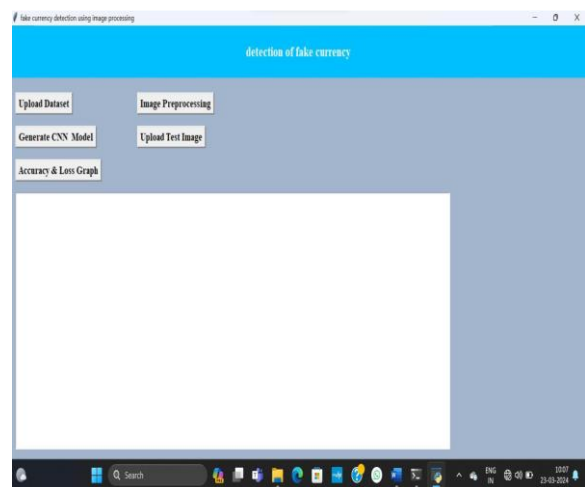 fake currency detection using image processing
detection of fake currency
Upload Dataset
Image Preprocessing
Generate CNN Model
Upload Test Image
Accuracy & Loss Graph
Search
ENG
IN
10:07
23-03-2024